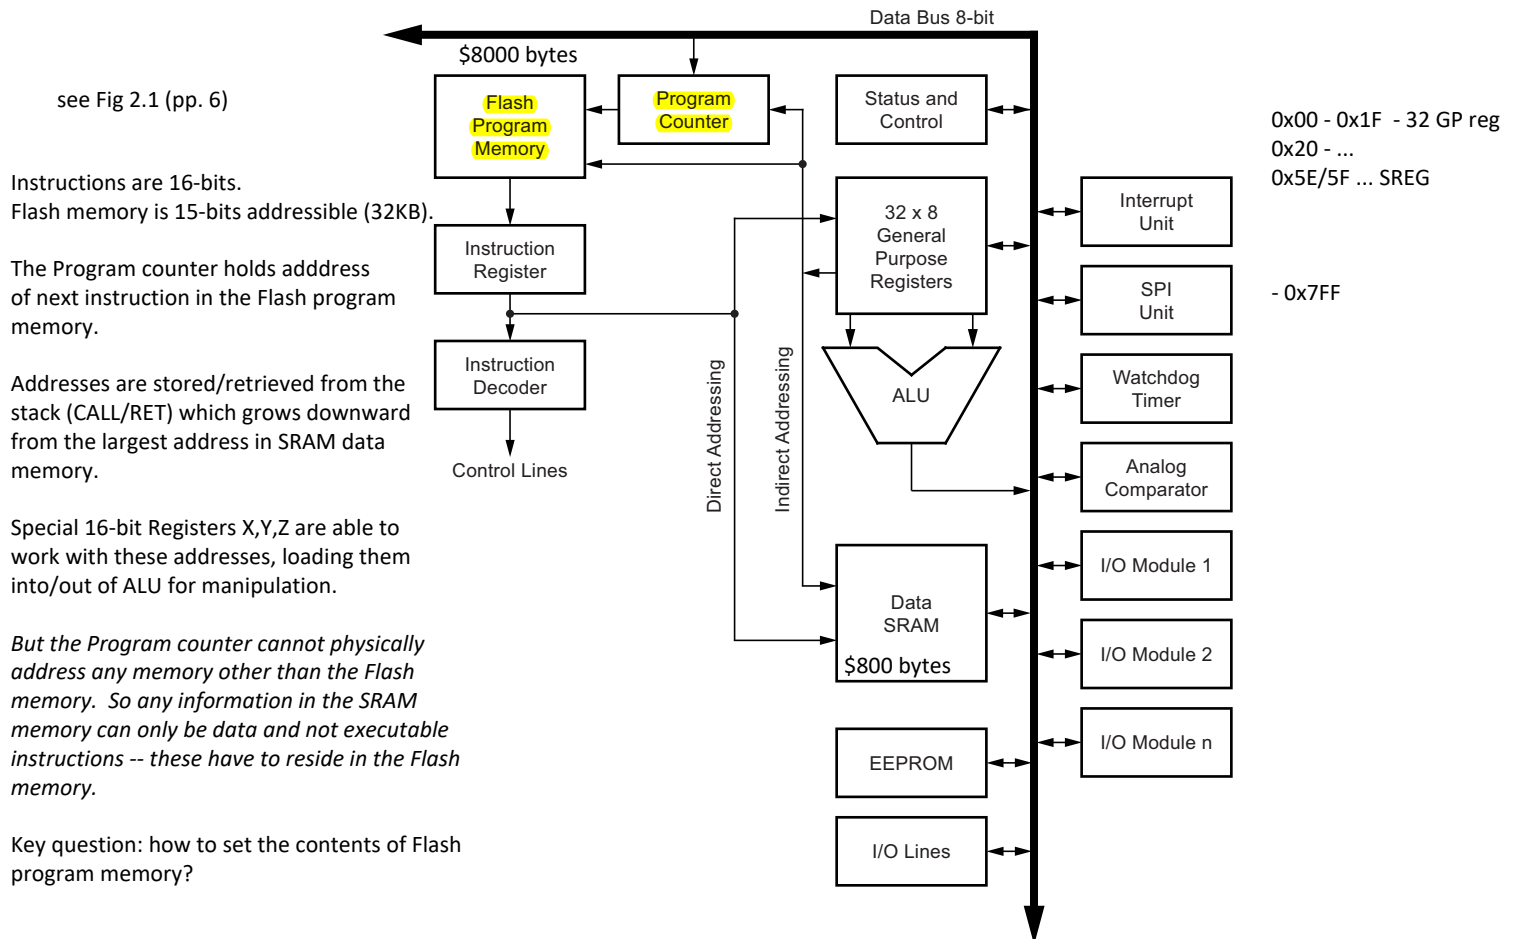 Data Bus 8-bit
$8000 bytes
see Fig 2.1 (pp. 6)
Flash
Program
Memory
Program
Counter
Status and
Control
0x00 - 0x1F  - 32 GP reg
0x20 - ...
0x5E/5F ... SREG
Instructions are 16-bits.
Flash memory is 15-bits addressible (32KB).
The Program counter holds adddress
of next instruction in the Flash program
memory.
Addresses are stored/retrieved from the
stack (CALL/RET) which grows downward
from the largest address in SRAM data
memory.
Special 16-bit Registers X,Y,Z are able to
work with these addresses, loading them
into/out of ALU for manipulation.
But the Program counter cannot physically
address any memory other than the Flash
memory.  So any information in the SRAM
memory can only be data and not executable
instructions -- these have to reside in the Flash
memory.
Key question: how to set the contents of Flash
program memory?
Instruction
Register
Instruction
Decoder
Control Lines
32 x 8
General
Purpose
Registers
ALU
Direct Addressing
Indirect Addressing
Data
SRAM
$800 bytes
EEPROM
I/O Lines
Interrupt
Unit
SPI
Unit
- 0x7FF
Watchdog
Timer
Analog
Comparator
I/O Module 1
I/O Module 2
I/O Module n